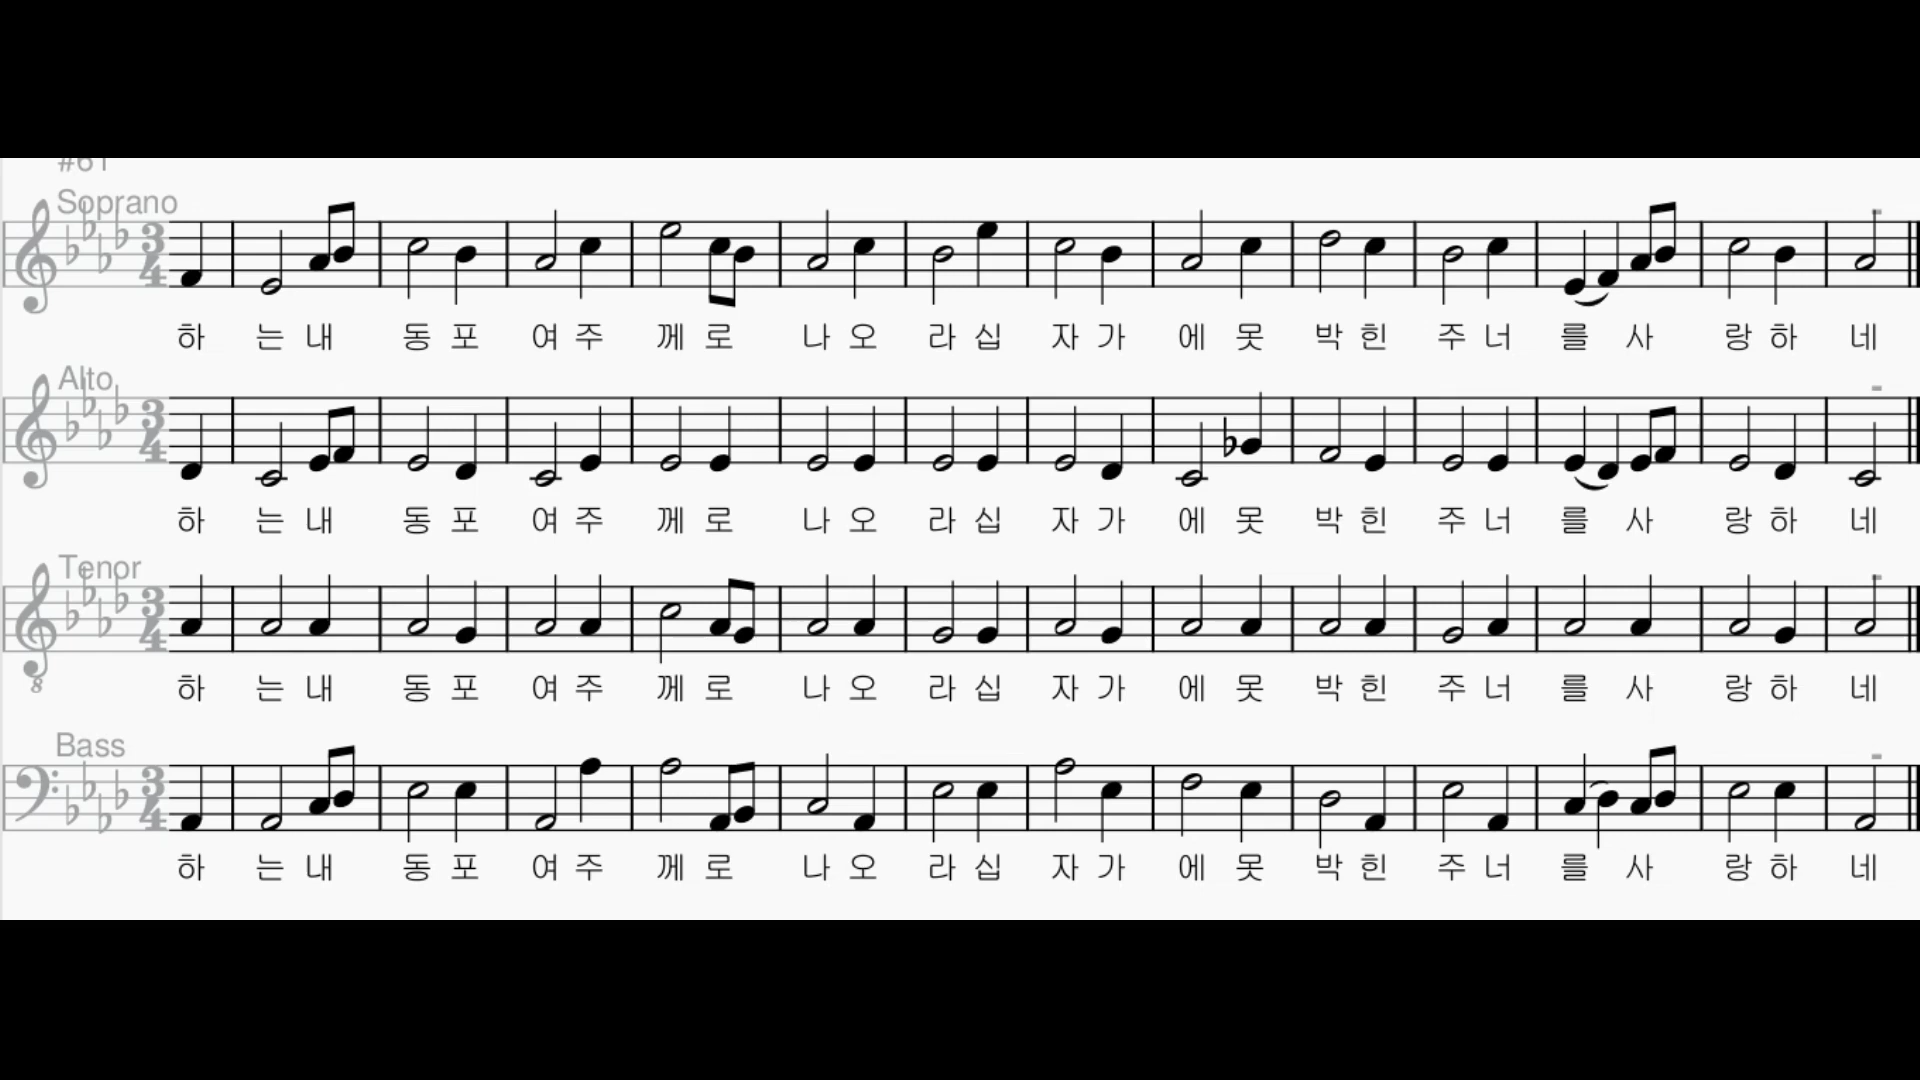 #61
Soprano
하 는 내 동 포 여 주 께 로 나 오 라 십 자 가 에 못 박 힌 주 너 를 사 랑 하 네
Alto
하 는 내 동 포 여 주 께 로 나 오 라 십 자 가 에 못 박 힌 주 너 를 사 랑 하 네
Tenor
하 는 내 동 포 여 주 께 로 나 오 라 십 자 가 에 못 박 힌 주 너 를 사 랑 하 네
Bass
하 는 내 동 포 여 주 께 로 나 오 라 십 자 가 에 못 박 힌 주 너 를 사 랑 하 네